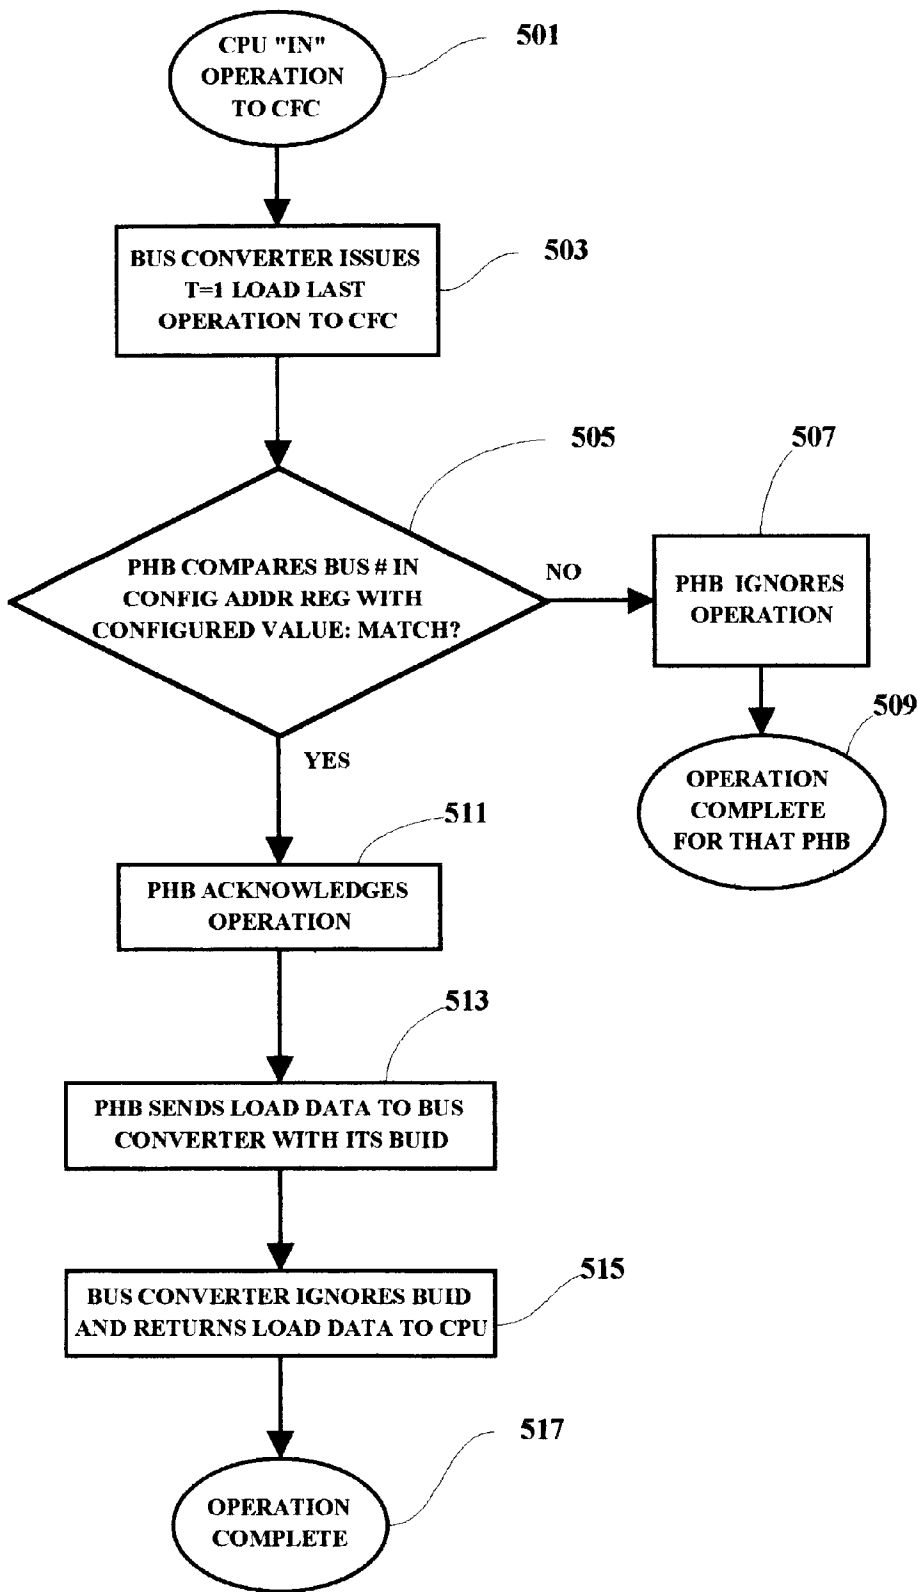 CPU "IN"
OPERATION
TO CFC
501
BUS CONVERTER ISSUES
T=1 LOAD LAST
OPERATION TO CFC
503
PHB COMPARES BUS # IN
CONFIG ADDR REG WITH
CONFIGURED VALUE: MATCH?
505
NO
507
PHB IGNORES
OPERATION
509
OPERATION
COMPLETE
FOR THAT PHB
YES
511
PHB ACKNOWLEDGES
OPERATION
513
PHB SENDS LOAD DATA TO BUS
CONVERTER WITH ITS BUID
515
BUS CONVERTER IGNORES BUID
AND RETURNS LOAD DATA TO CPU
517
OPERATION
COMPLETE